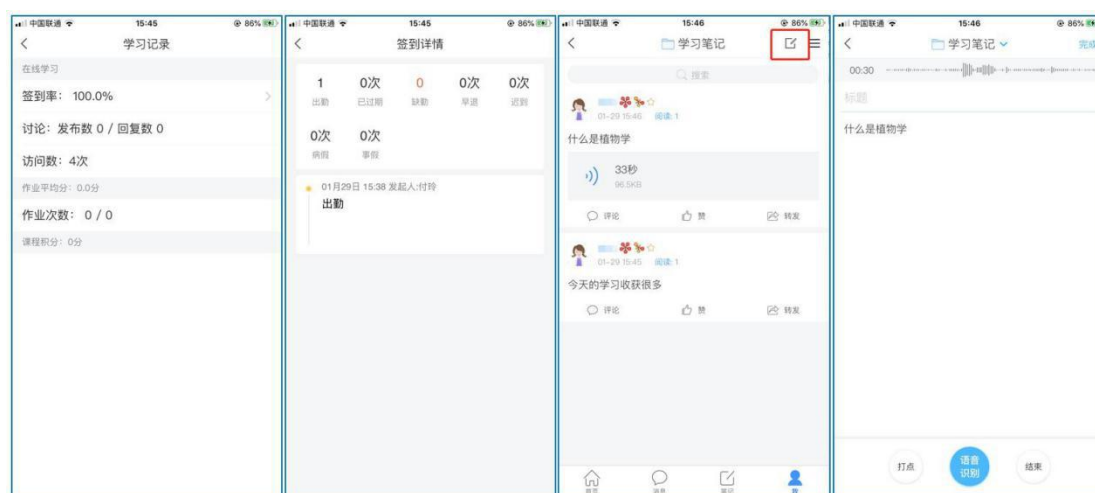 中国联通 15:45 86%
学习记录
在线学习
签到率： 100.0%
讨论：发布数 0 / 回复数 0
访问数：4次
作业平均分：0.0分
作业次数： 0 / 0
课程积分：0分
中国联通 15:45 86%
签到详情
1 0次 0 0次 0次
出勤 已过期 缺勤 早退 迟到
0次 0次
病假 事假
01月29日 15:38 发起人:付玲
出勤
中国联通 15:46 86%
学习笔记
搜索
01-29 15:46 阅读: 1
什么是植物学
33秒
96.5KB
评论 赞 转发
01-29 15:45 阅读: 1
今天的学习收获很多
评论 赞 转发
首页 消息 笔记 我
中国联通 15:46 86%
学习笔记 完成
00:30
标题
什么是植物学
打点 语音识别 结束